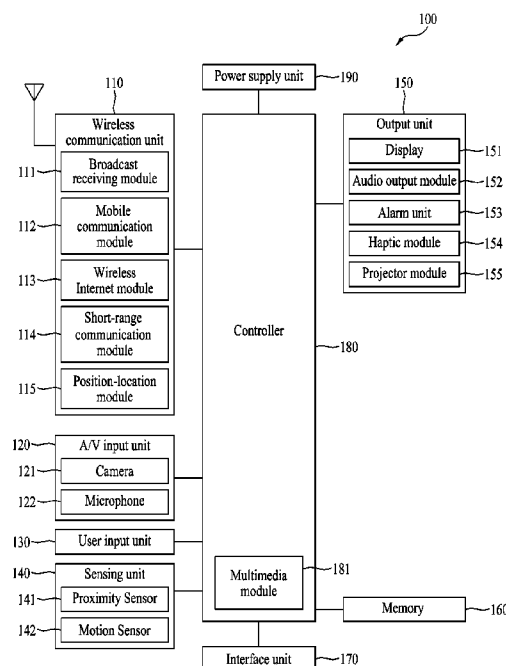 100
Power supply unit
190
110
Wireless
communication unit
111
Broadcast
receiving module
112
Mobile
communication
module
113
Wireless
Internet module
114
Short-range
communication
module
115
Position-location
module
120
A/V input unit
121
Camera
122
Microphone
130
User input unit
140
Sensing unit
141
Proximity Sensor
142
Motion Sensor
Controller
180
Multimedia
module
181
150
Output unit
Display
151
Audio output module
152
Alarm unit
153
Haptic module
154
Projector module
155
Memory
160
Interface unit
170